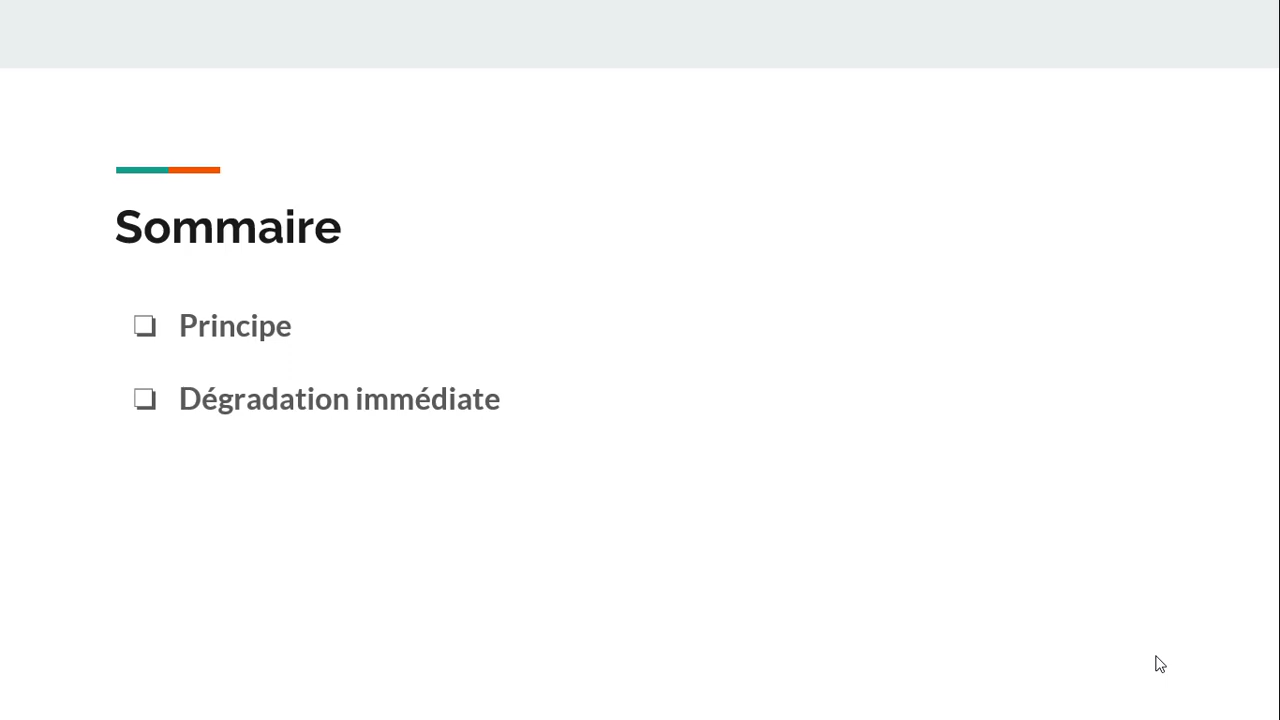 Sommaire
❏ Principe
❏ Dégradation immédiate